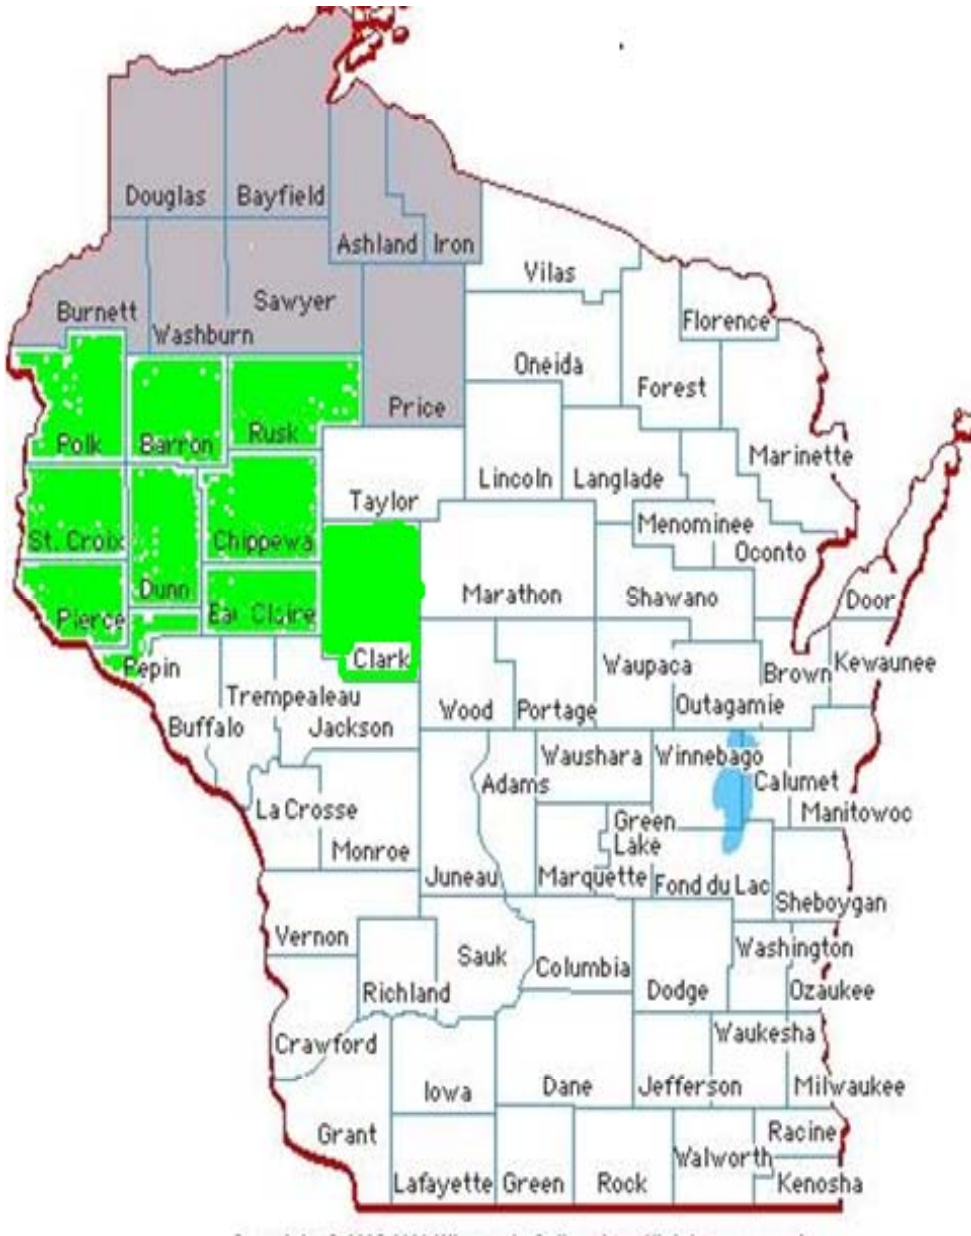 Douglas
Bayfield
Ashland
Iron
Vilas
Burnett
Washburn
Sawyer
Florence
Oneida
Forest
Price
Polk
Barron
Rusk
Marinette
Lincoln
Langlade
Taylor
Menominee
Oconto
St. Croix
Chippewa
Dunn
Marathon
Shawano
Door
Pierce
Eau Claire
Pepin
Clark
Waupaca
Brown
Kewaunee
Trempealeau
Wood
Portage
Outagamie
Buffalo
Jackson
Waushara
Winnebago
Adams
Calumet
Manitowoc
La Crosse
Green
Lake
Monroe
Juneau
Marquette
Fond du Lac
Sheboygan
Vernon
Sauk
Columbia
Washington
Richland
Dodge
Ozaukee
Crawford
Waukesha
Iowa
Dane
Jefferson
Milwaukee
Grant
Racine
Walworth
Lafayette
Green
Rock
Kenosha